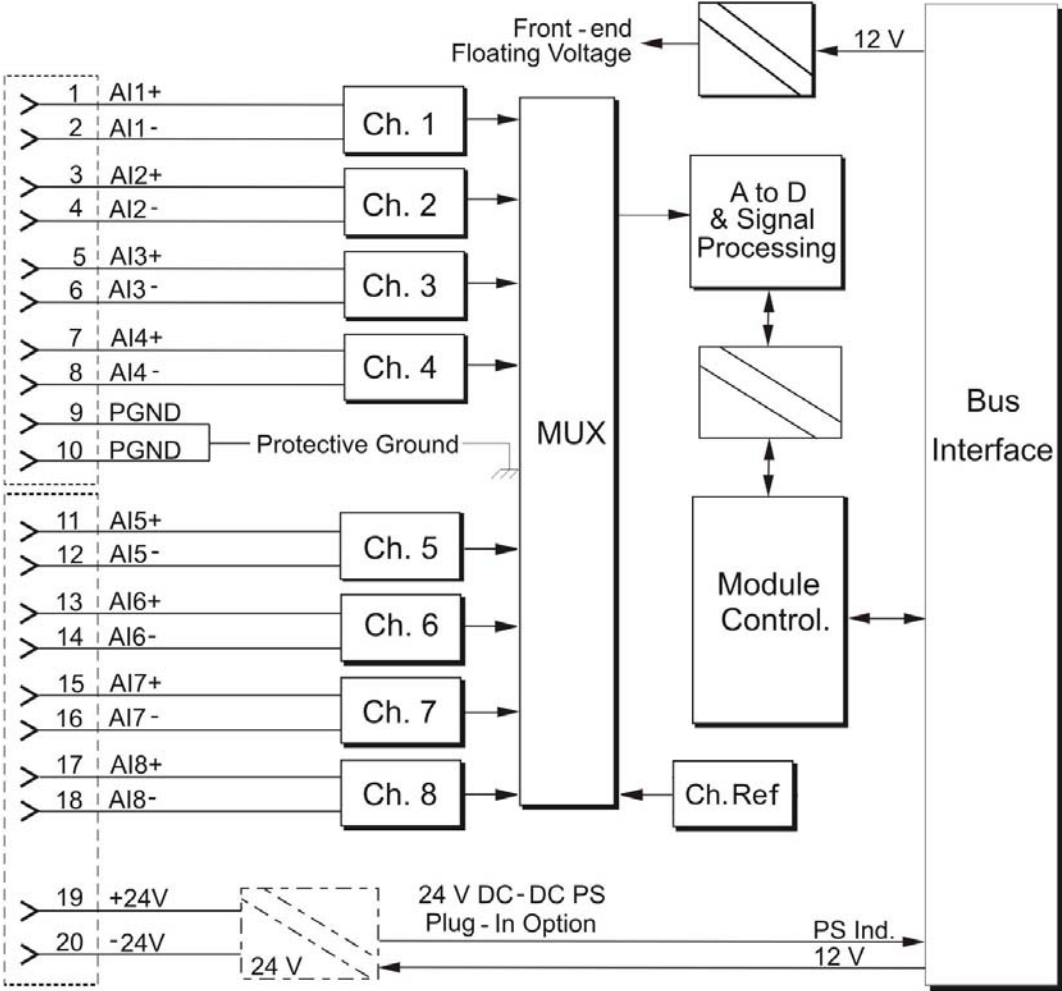 Front - end
Floating Voltage
12 V
1 AI1+
2 AI1-
Ch. 1
3 AI2+
4 AI2-
Ch. 2
5 AI3+
6 AI3-
Ch. 3
7 AI4+
8 AI4-
Ch. 4
9 PGND
10 PGND
Protective Ground
MUX
A to D
& Signal
Processing
Bus
Interface
11 AI5+
12 AI5-
Ch. 5
13 AI6+
14 AI6-
Ch. 6
15 AI7+
16 AI7-
Ch. 7
17 AI8+
18 AI8-
Ch. 8
Module
Control.
Ch.Ref
19 +24V
20 -24V
24 V
24 V DC-DC PS
Plug - In Option
PS Ind.
12 V